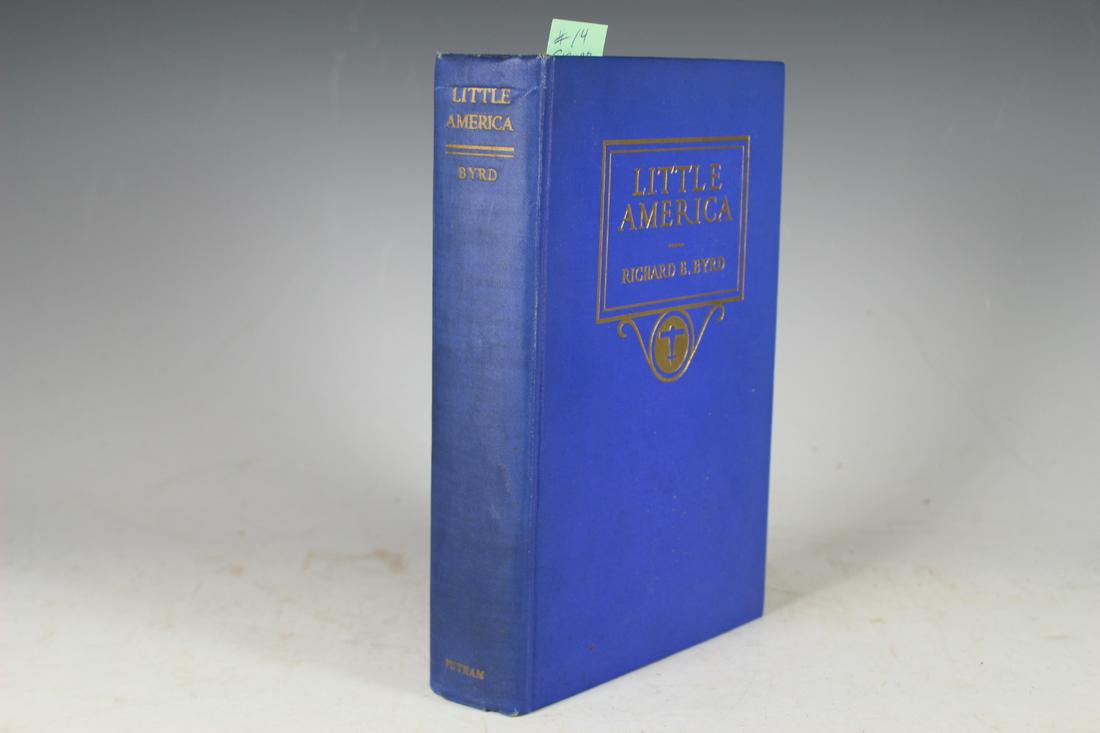 #14
LITTLE
AMERICA
BYRD
PUTNAM
LITTLE
AMERICA
RICHARD E. BYRD